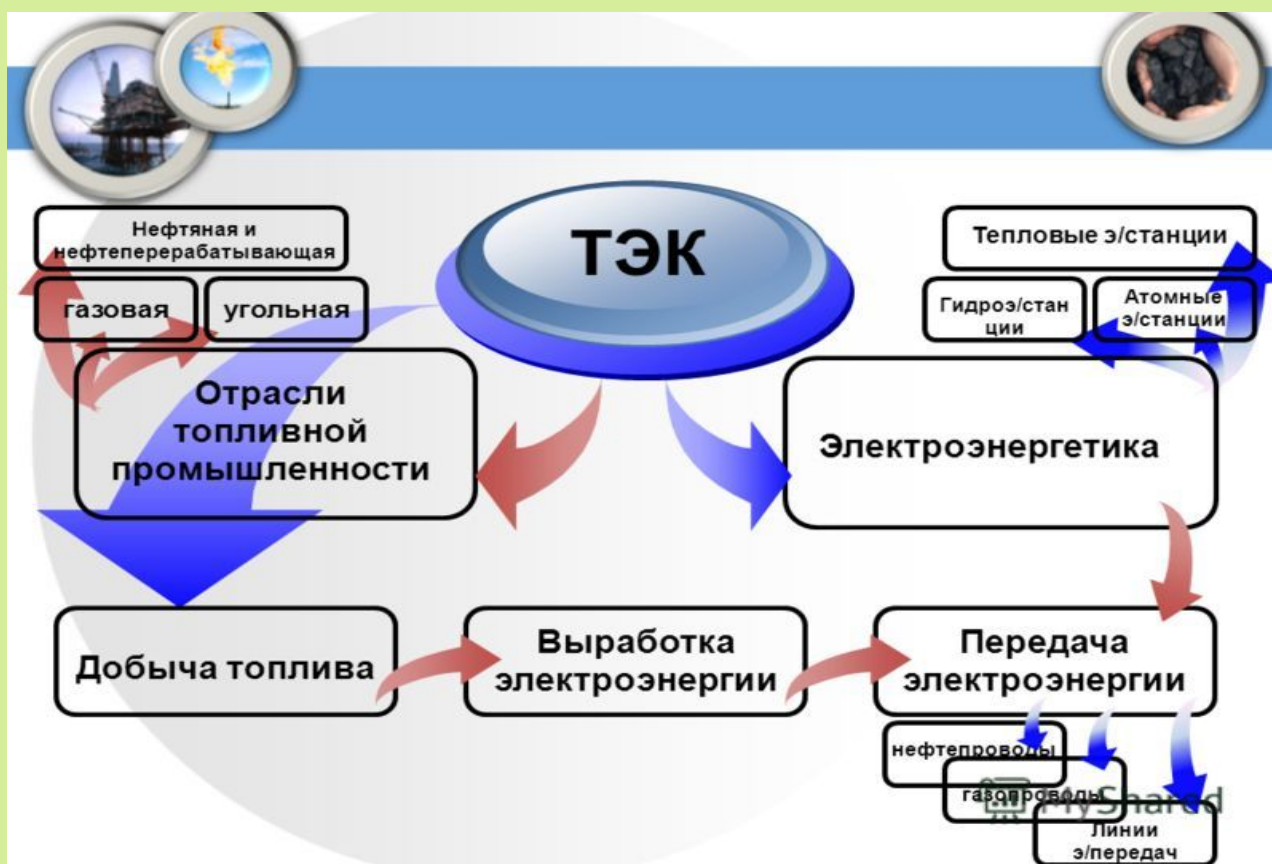 ТЭК
Нефтяная и
нефтеперерабатывающая
газовая
угольная
Отрасли
топливной
промышленности
Тепловые э/станции
Гидроэ/стан
ции
Атомные
э/станции
Электроэнергетика
Добыча топлива
Выработка
электроэнергии
Передача
электроэнергии
нефтепроводы
газопроводы
MyShared
Линии
э/передач